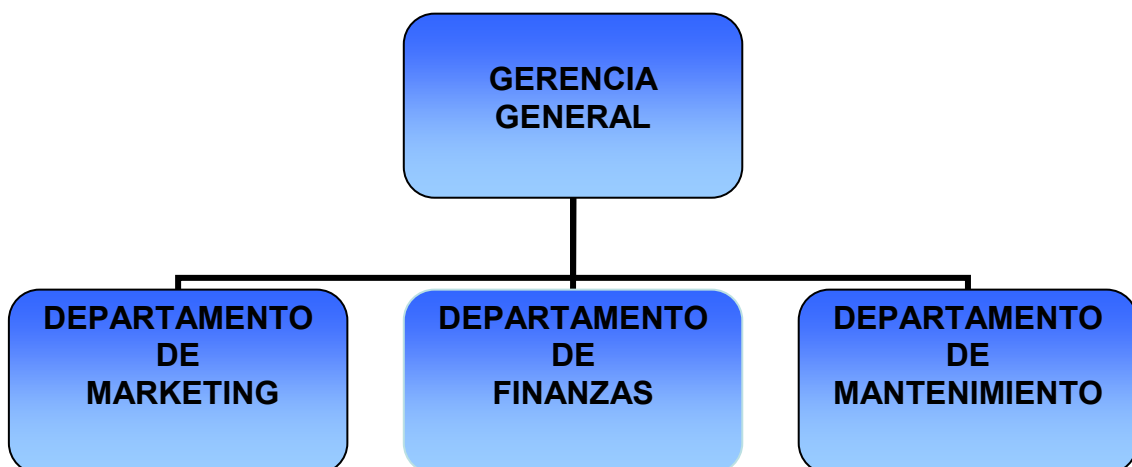 GERENCIA
GENERAL
DEPARTAMENTO
DE
MARKETING
DEPARTAMENTO
DE
FINANZAS
DEPARTAMENTO
DE
MANTENIMIENTO